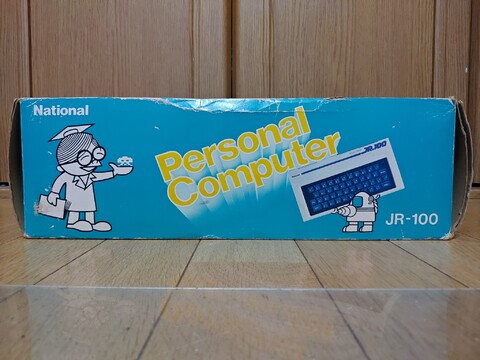 National
Personal
Computer
JR-100
JR-100